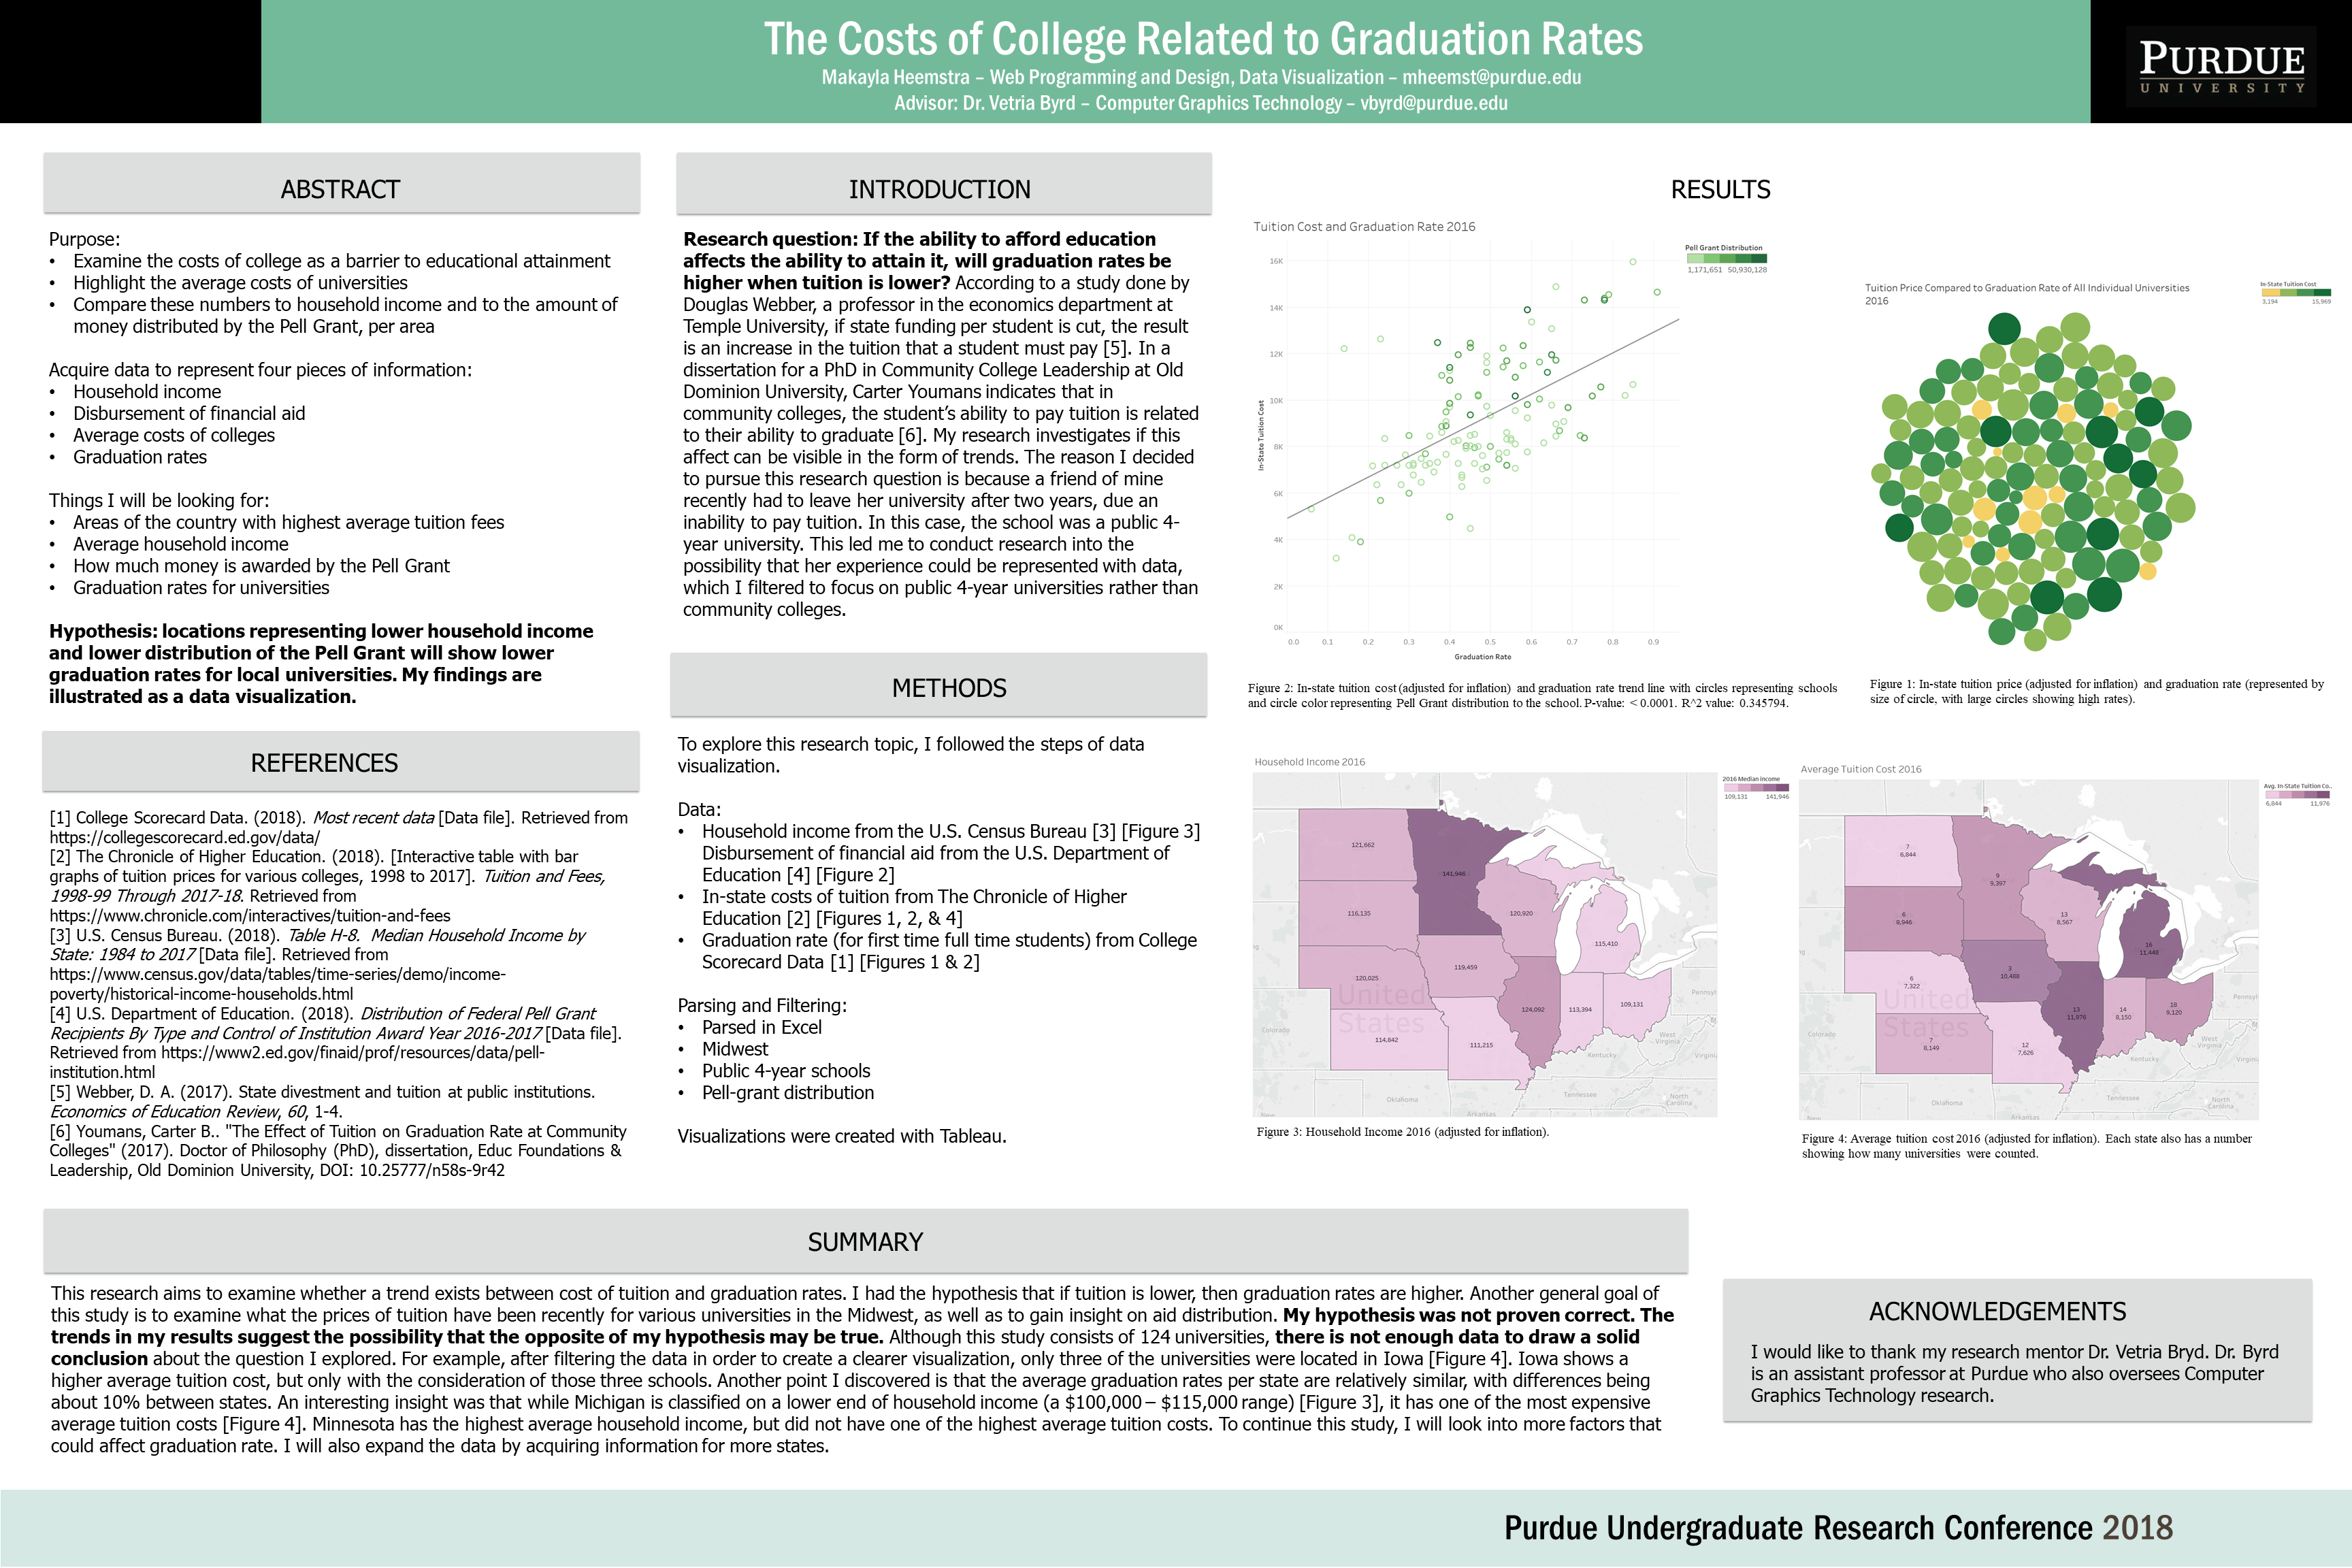 The Costs of College Related to Graduation Rates
Makayla Heemstra – Web Programming and Design, Data Visualization – mheemst@purdue.edu
Advisor: Dr. Vetria Byrd – Computer Graphics Technology – vbyrd@purdue.edu
PURDUE
UNIVERSITY
ABSTRACT
Purpose:
• Examine the costs of college as a barrier to educational attainment
• Highlight the average costs of universities
• Compare these numbers to household income and to the amount of
money distributed by the Pell Grant, per area
Acquire data to represent four pieces of information:
• Household income
• Disbursement of financial aid
• Average costs of colleges
• Graduation rates
Things I will be looking for:
• Areas of the country with highest average tuition fees
• Average household income
• How much money is awarded by the Pell Grant
• Graduation rates for universities
Hypothesis: locations representing lower household income
and lower distribution of the Pell Grant will show lower
graduation rates for local universities. My findings are
illustrated as a data visualization.
REFERENCES
[1] College Scorecard Data. (2018). Most recent data [Data file]. Retrieved from
https://collegescorecard.ed.gov/data/
[2] The Chronicle of Higher Education. (2018). [Interactive table with bar
graphs of tuition prices for various colleges, 1998 to 2017]. Tuition and Fees,
1998-99 Through 2017-18. Retrieved from
https://www.chronicle.com/interactives/tuition-and-fees
[3] U.S. Census Bureau. (2018). Table H-8. Median Household Income by
State: 1984 to 2017 [Data file]. Retrieved from
https://www.census.gov/data/tables/time-series/demo/income-
poverty/historical-income-households.html
[4] U.S. Department of Education. (2018). Distribution of Federal Pell Grant
Recipients By Type and Control of Institution Award Year 2016-2017 [Data file].
Retrieved from https://www2.ed.gov/finaid/prof/resources/data/pell-
institution.html
[5] Webber, D. A. (2017). State divestment and tuition at public institutions.
Economics of Education Review, 60, 1-4.
[6] Youmans, Carter B.. "The Effect of Tuition on Graduation Rate at Community
Colleges" (2017). Doctor of Philosophy (PhD), dissertation, Educ Foundations &
Leadership, Old Dominion University, DOI: 10.25777/n58s-9r42
INTRODUCTION
Research question: If the ability to afford education
affects the ability to attain it, will graduation rates be
higher when tuition is lower? According to a study done by
Douglas Webber, a professor in the economics department at
Temple University, if state funding per student is cut, the result
is an increase in the tuition that a student must pay [5]. In a
dissertation for a PhD in Community College Leadership at Old
Dominion University, Carter Youmans indicates that in
community colleges, the student's ability to pay tuition is related
to their ability to graduate [6]. My research investigates if this
affect can be visible in the form of trends. The reason I decided
to pursue this research question is because a friend of mine
recently had to leave her university after two years, due an
inability to pay tuition. In this case, the school was a public 4-
year university. This led me to conduct research into the
possibility that her experience could be represented with data,
which I filtered to focus on public 4-year universities rather than
community colleges.
METHODS
To explore this research topic, I followed the steps of data
visualization.
Data:
• Household income from the U.S. Census Bureau [3] [Figure 3]
Disbursement of financial aid from the U.S. Department of
Education [4] [Figure 2]
• In-state costs of tuition from The Chronicle of Higher
Education [2] [Figures 1, 2, & 4]
• Graduation rate (for first time full time students) from College
Scorecard Data [1] [Figures 1 & 2]
Parsing and Filtering:
• Parsed in Excel
• Midwest
• Public 4-year schools
• Pell-grant distribution
Visualizations were created with Tableau.
RESULTS
Tuition Cost and Graduation Rate 2016
Pell Grant Distribution
1,171,651 50,930,128
In-State Tuition Cost
16K
14K
12K
10K
8K
6K
4K
2K
0K
0.0 0.1 0.2 0.3 0.4 0.5 0.6 0.7 0.8 0.9
Graduation Rate
Figure 2: In-state tuition cost (adjusted for inflation) and graduation rate trend line with circles representing schools
and circle color representing Pell Grant distribution to the school. P-value: < 0.0001. R^2 value: 0.345794.
Tuition Price Compared to Graduation Rate of All Individual Universities
2016
In-State Tuition Cost
3,194 15,969
Figure 1: In-state tuition price (adjusted for inflation) and graduation rate (represented by
size of circle, with large circles showing high rates).
Household Income 2016
2016 Median Income
109,131 141,946
121,662
141,946
116,135
120,920
115,410
119,459
120,025
124,092
113,394
109,131
114,842
111,215
United
States
Colorado
Oklahoma
Arkansas
Tennessee
Kentucky
West
Virginia
Virgini
North
Carolina
Pennsyl
New
Figure 3: Household Income 2016 (adjusted for inflation).
Average Tuition Cost 2016
Avg. In-State Tuition Co..
6,844 11,976
7
6,844
9
9,397
6
8,946
13
8,567
16
11,448
3
10,488
6
7,322
13
11,976
14
8,150
18
9,120
7
8,149
12
7,626
United
States
Colorado
Oklahoma
Arkansas
Tennessee
Kentucky
West
Virginia
Virgini
North
Carolina
Pennsyl
New
Figure 4: Average tuition cost 2016 (adjusted for inflation). Each state also has a number
showing how many universities were counted.
SUMMARY
This research aims to examine whether a trend exists between cost of tuition and graduation rates. I had the hypothesis that if tuition is lower, then graduation rates are higher. Another general goal of
this study is to examine what the prices of tuition have been recently for various universities in the Midwest, as well as to gain insight on aid distribution. My hypothesis was not proven correct. The
trends in my results suggest the possibility that the opposite of my hypothesis may be true. Although this study consists of 124 universities, there is not enough data to draw a solid
conclusion about the question I explored. For example, after filtering the data in order to create a clearer visualization, only three of the universities were located in Iowa [Figure 4]. Iowa shows a
higher average tuition cost, but only with the consideration of those three schools. Another point I discovered is that the average graduation rates per state are relatively similar, with differences being
about 10% between states. An interesting insight was that while Michigan is classified on a lower end of household income (a $100,000 – $115,000 range) [Figure 3], it has one of the most expensive
average tuition costs [Figure 4]. Minnesota has the highest average household income, but did not have one of the highest average tuition costs. To continue this study, I will look into more factors that
could affect graduation rate. I will also expand the data by acquiring information for more states.
ACKNOWLEDGEMENTS
I would like to thank my research mentor Dr. Vetria Bryd. Dr. Byrd
is an assistant professor at Purdue who also oversees Computer
Graphics Technology research.
Purdue Undergraduate Research Conference 2018